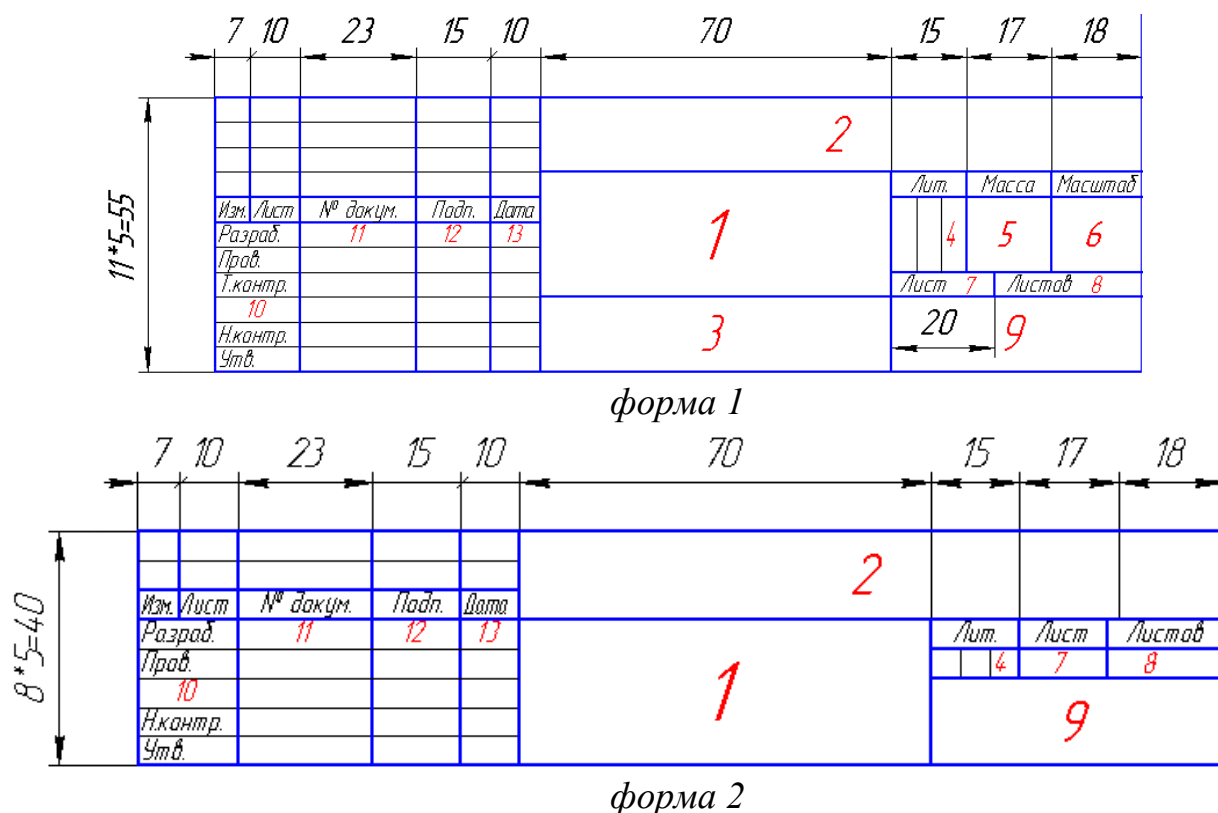 7 10 23 15 10 70 15 17 18
11*5=55
2
Лит. Масса Масштаб
Изм. Лист № докум. Подп. Дата
1
4 5 6
Разраб. 11 12 13
Пров.
Т.контр.
Лист 7 Листов 8
10
3
20
9
Н.контр.
Утв.
форма 1
7 10 23 15 10 70 15 17 18
8*5=40
2
Изм. Лист № докум. Подп. Дата
Разраб. 11 12 13
Лит. Лист Листов
Пров.
4 7 8
10
1
9
Н.контр.
Утв.
форма 2